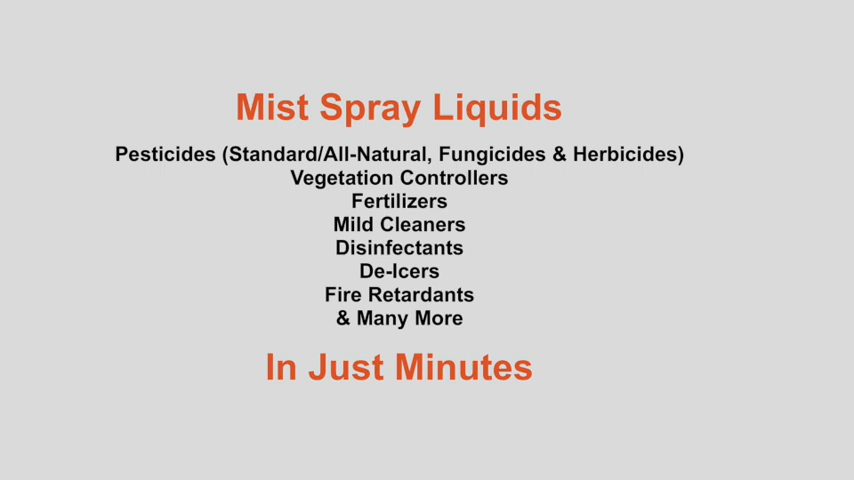 Mist Spray Liquids
Pesticides (Standard/All-Natural, Fungicides & Herbicides)
Vegetation Controllers
Fertilizers
Mild Cleaners
Disinfectants
De-Icers
Fire Retardants
& Many More
In Just Minutes